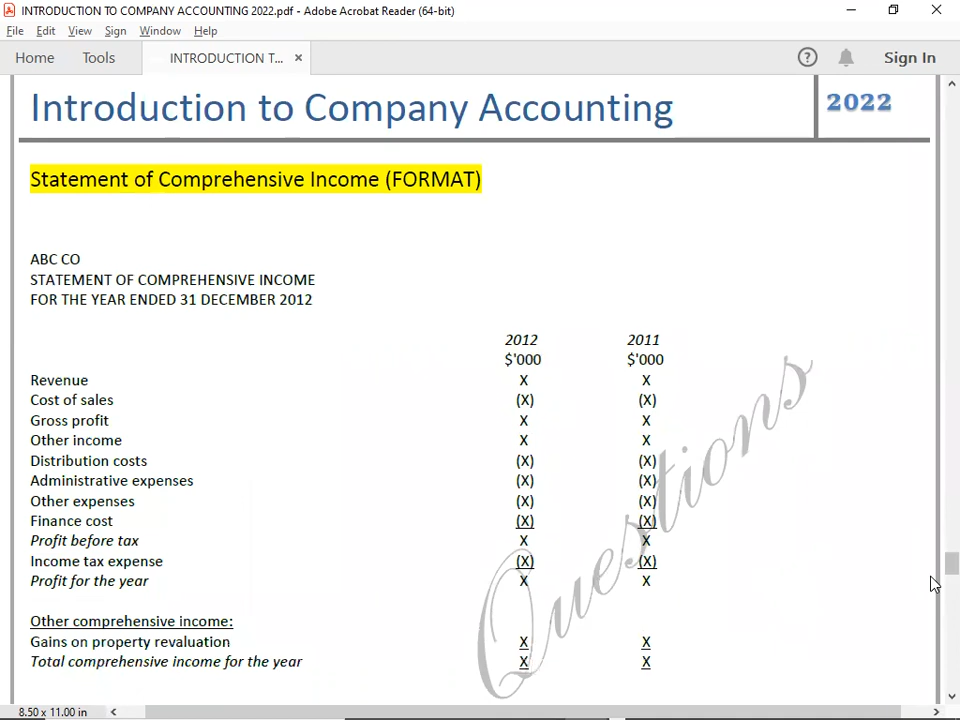 INTRODUCTION TO COMPANY ACCOUNTING 2022.pdf - Adobe Acrobat Reader (64-bit)
File Edit View Sign Window Help
Home Tools INTRODUCTION T... × ? Sign In
Introduction to Company Accounting 2022
Statement of Comprehensive Income (FORMAT)
ABC CO
STATEMENT OF COMPREHENSIVE INCOME
FOR THE YEAR ENDED 31 DECEMBER 2012
2012 2011
$'000 $'000
Revenue X X
Cost of sales (X) (X)
Gross profit X X
Other income X X
Distribution costs (X) (X)
Administrative expenses (X) (X)
Other expenses (X) (X)
Finance cost (X) (X)
Profit before tax X X
Income tax expense (X) (X)
Profit for the year X X
Other comprehensive income:
Gains on property revaluation X X
Total comprehensive income for the year X X
Questions
8.50 x 11.00 in